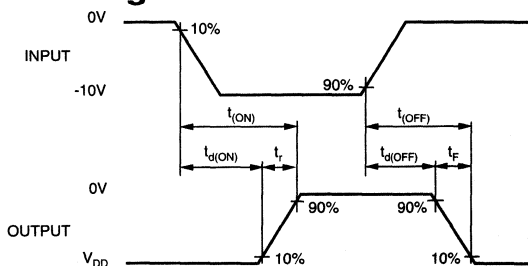 0V
10%
INPUT
-10V
90%
t(ON)
t(OFF)
td(ON)
tr
td(OFF)
tF
0V
90%
90%
OUTPUT
VDD
10%
10%